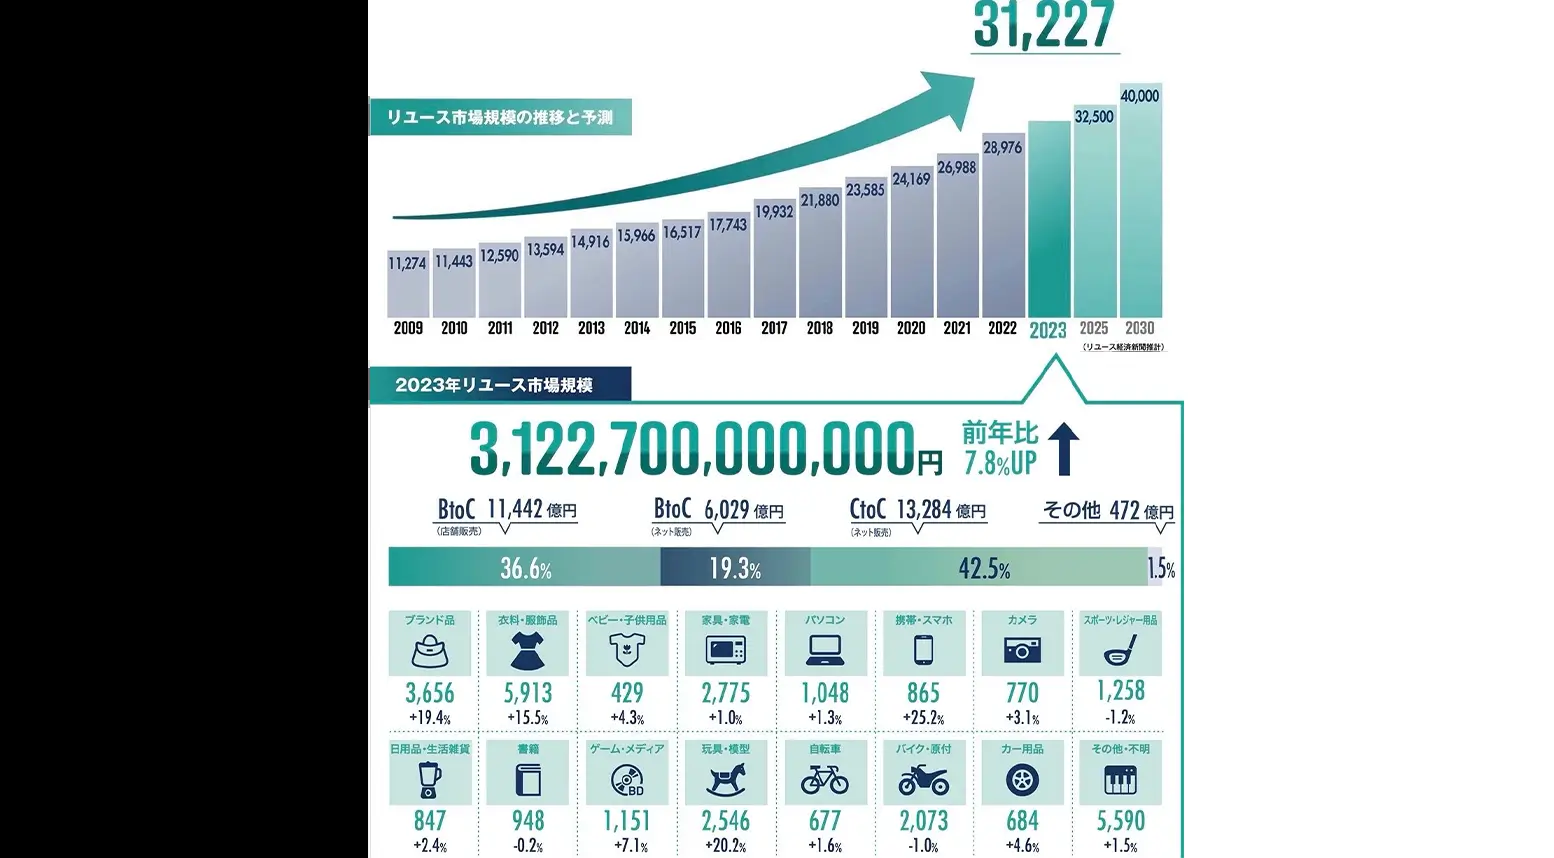 31,227
リユース市場規模の推移と予測
11,274 11,443 12,590 13,594 14,916 15,966 16,517 17,743 19,932 21,880 23,585 24,169 26,988 28,976 32,500 40,000
2009 2010 2011 2012 2013 2014 2015 2016 2017 2018 2019 2020 2021 2022 2023 2025 2030
(リユース経済新聞推計)
2023年リユース市場規模
3,122,700,000,000円 前年比
7.8%UP
BtoC 11,442 億円 BtoC 6,029 億円 CtoC 13,284 億円 その他 472 億円
(店舗販売) (ネット販売) (ネット販売)
36.6% 19.3% 42.5% 1.5%
ブランド品 衣料・服飾品 ベビー・子供用品 家具・家電 パソコン 携帯・スマホ カメラ スポーツ・レジャー用品
3,656 5,913 429 2,775 1,048 865 770 1,258
+19.4% +15.5% +4.3% +1.0% +1.3% +25.2% +3.1% -1.2%
日用品・生活雑貨 書籍 ゲーム・メディア 玩具・模型 自転車 バイク・原付 カー用品 その他・不明
BD
847 948 1,151 2,546 677 2,073 684 5,590
+2.4% -0.2% +7.1% +20.2% +1.6% -1.0% +4.6% +1.5%